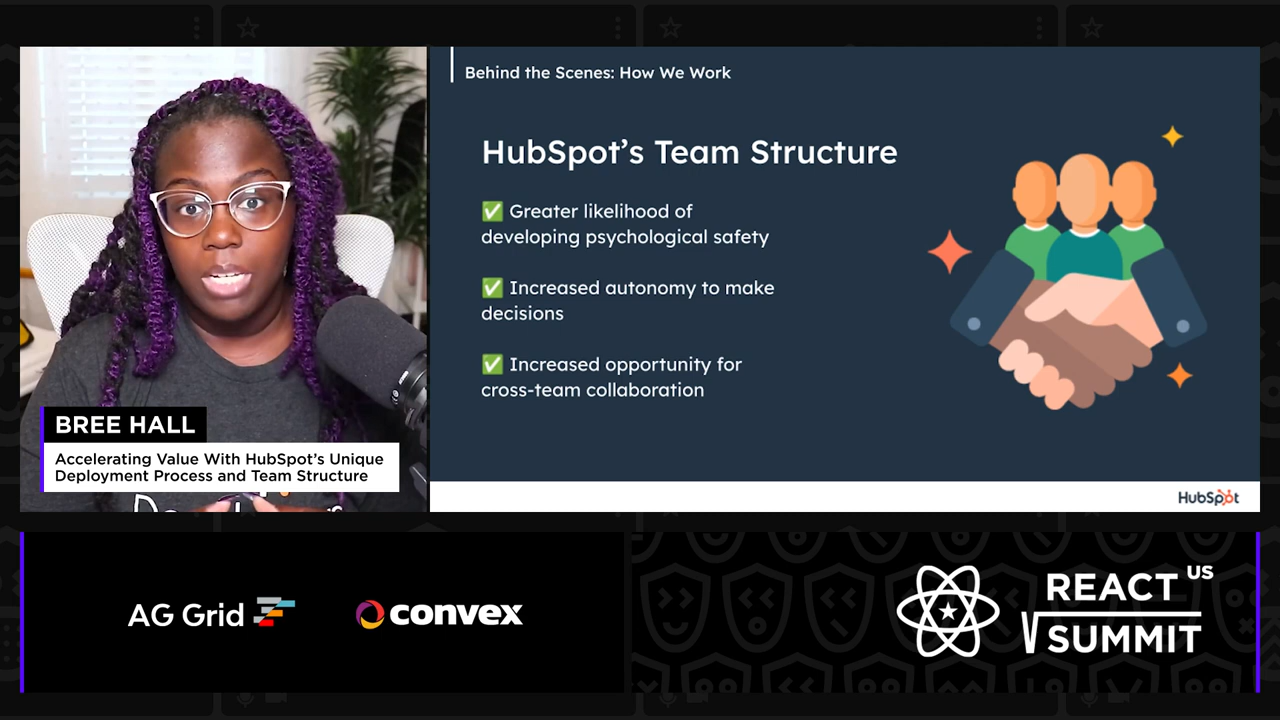 Behind the Scenes: How We Work
HubSpot's Team Structure
✅ Greater likelihood of
developing psychological safety
✅ Increased autonomy to make
decisions
✅ Increased opportunity for
cross-team collaboration
HubSpot
BREE HALL
Accelerating Value With HubSpot's Unique
Deployment Process and Team Structure
AG Grid
convex
REACT US
SUMMIT